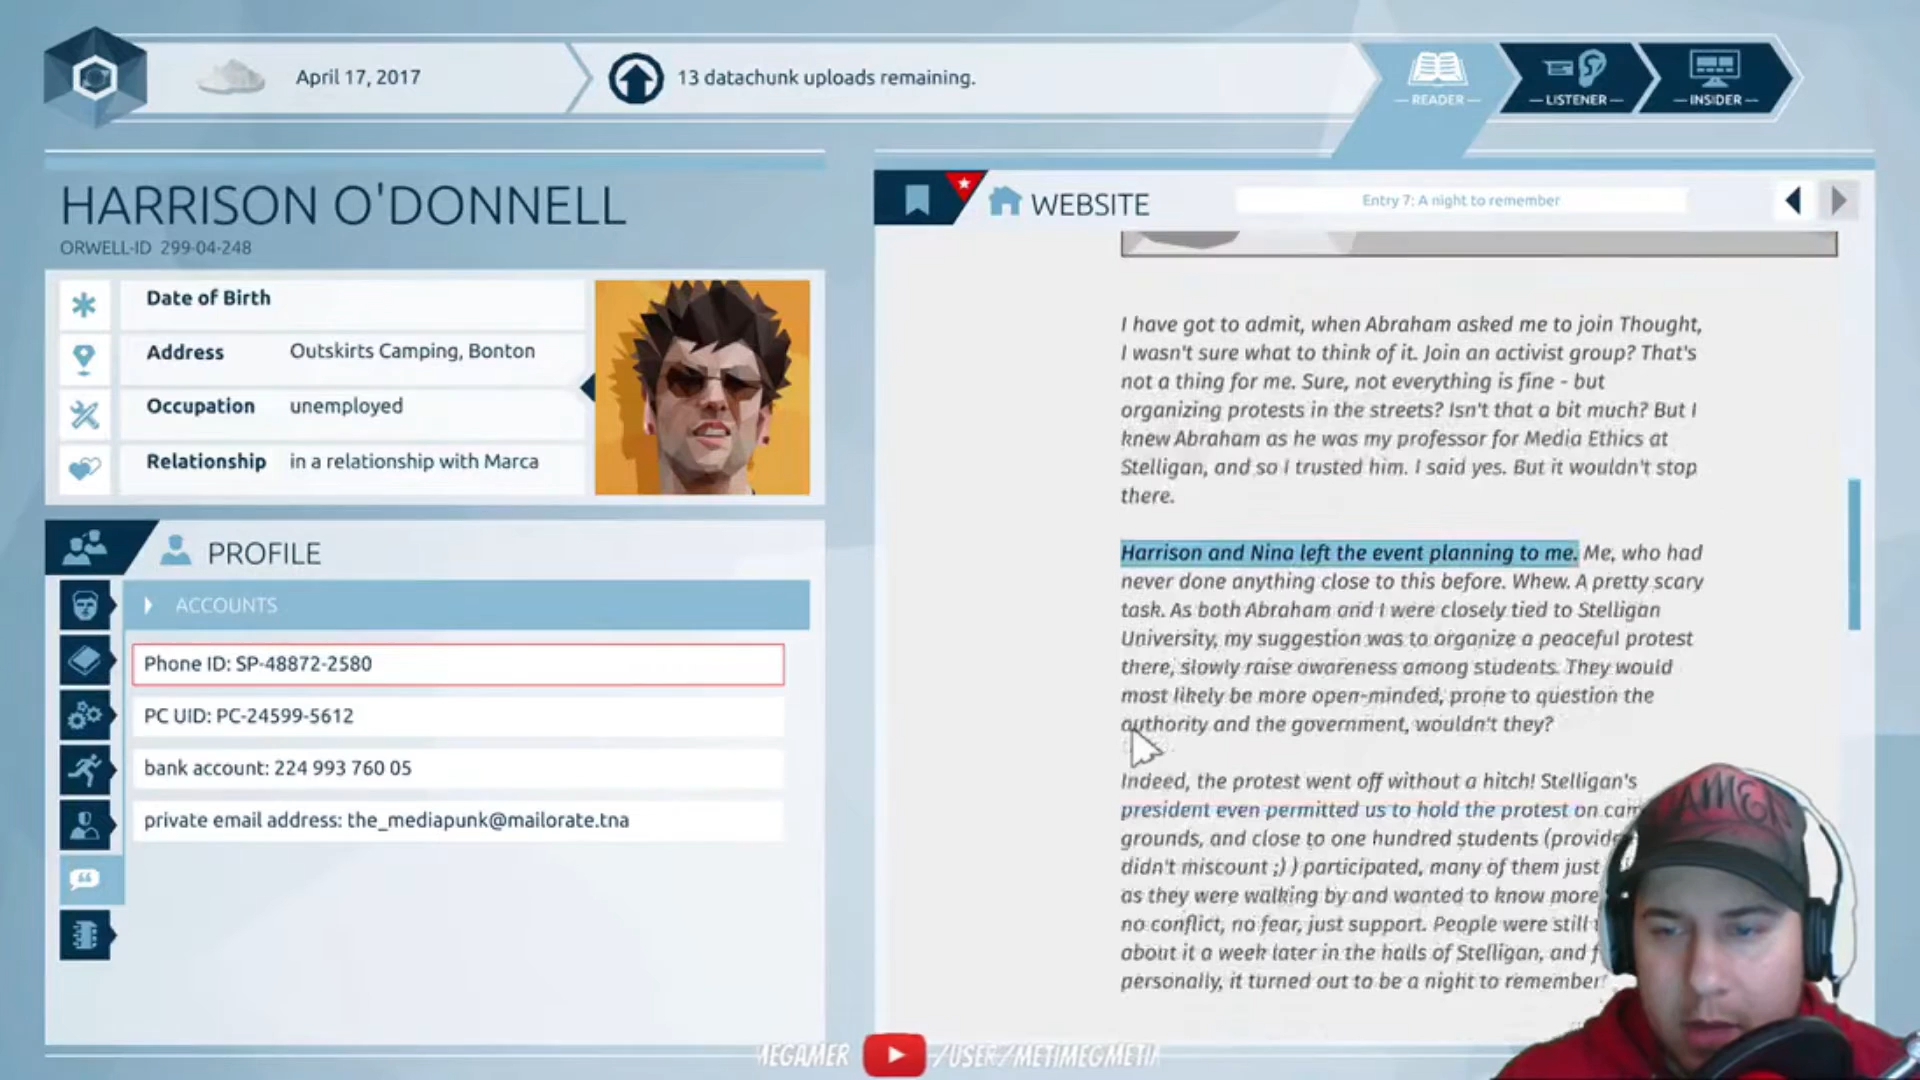 April 17, 2017
13 datachunk uploads remaining.
READER
LISTENER
INSIDER
HARRISON O'DONNELL
ORWELL-ID 299-04-248
Date of Birth
Address Outskirts Camping, Bonton
Occupation unemployed
Relationship in a relationship with Marca
PROFILE
ACCOUNTS
Phone ID: SP-48872-2580
PC UID: PC-24599-5612
bank account: 224 993 760 05
private email address: the_mediapunk@mailorate.tna
WEBSITE
Entry 7: A night to remember
I have got to admit, when Abraham asked me to join Thought,
I wasn't sure what to think of it. Join an activist group? That's
not a thing for me. Sure, not everything is fine - but
organizing protests in the streets? Isn't that a bit much? But I
knew Abraham as he was my professor for Media Ethics at
Stelligan, and so I trusted him. I said yes. But it wouldn't stop
there.
Harrison and Nina left the event planning to me. Me, who had
never done anything close to this before. Whew. A pretty scary
task. As both Abraham and I were closely tied to Stelligan
University, my suggestion was to organize a peaceful protest
there, slowly raise awareness among students. They would
most likely be more open-minded, prone to question the
authority and the government, wouldn't they?
Indeed, the protest went off without a hitch! Stelligan's
president even permitted us to hold the protest on
grounds, and close to one hundred students
didn't miscount ;) ) participated, many of them just
as they were walking by and wanted to know more
no conflict, no fear, just support. People were still
about it a week later in the halls of Stelligan, and
personally, it turned out to be a night to remember
MEGAMER /USER/METIMEGMETI